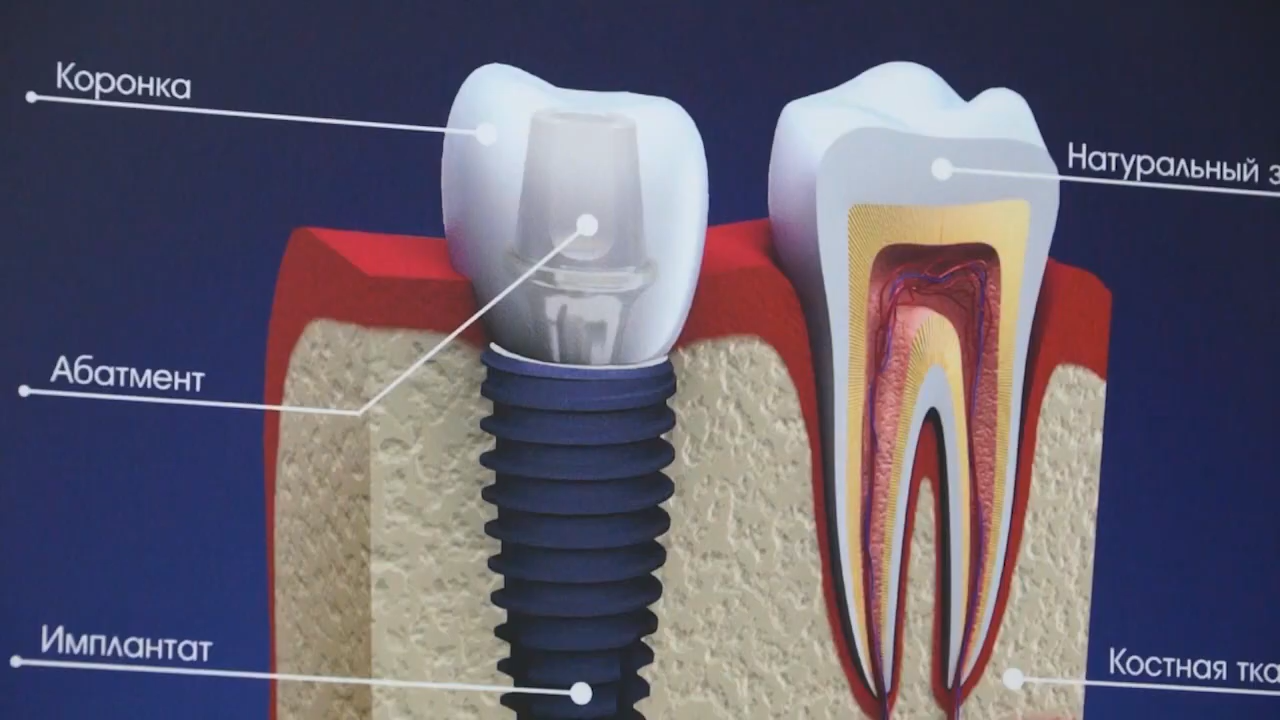 Коронка
Натуральный
Абатмент
Имплантат
Костная